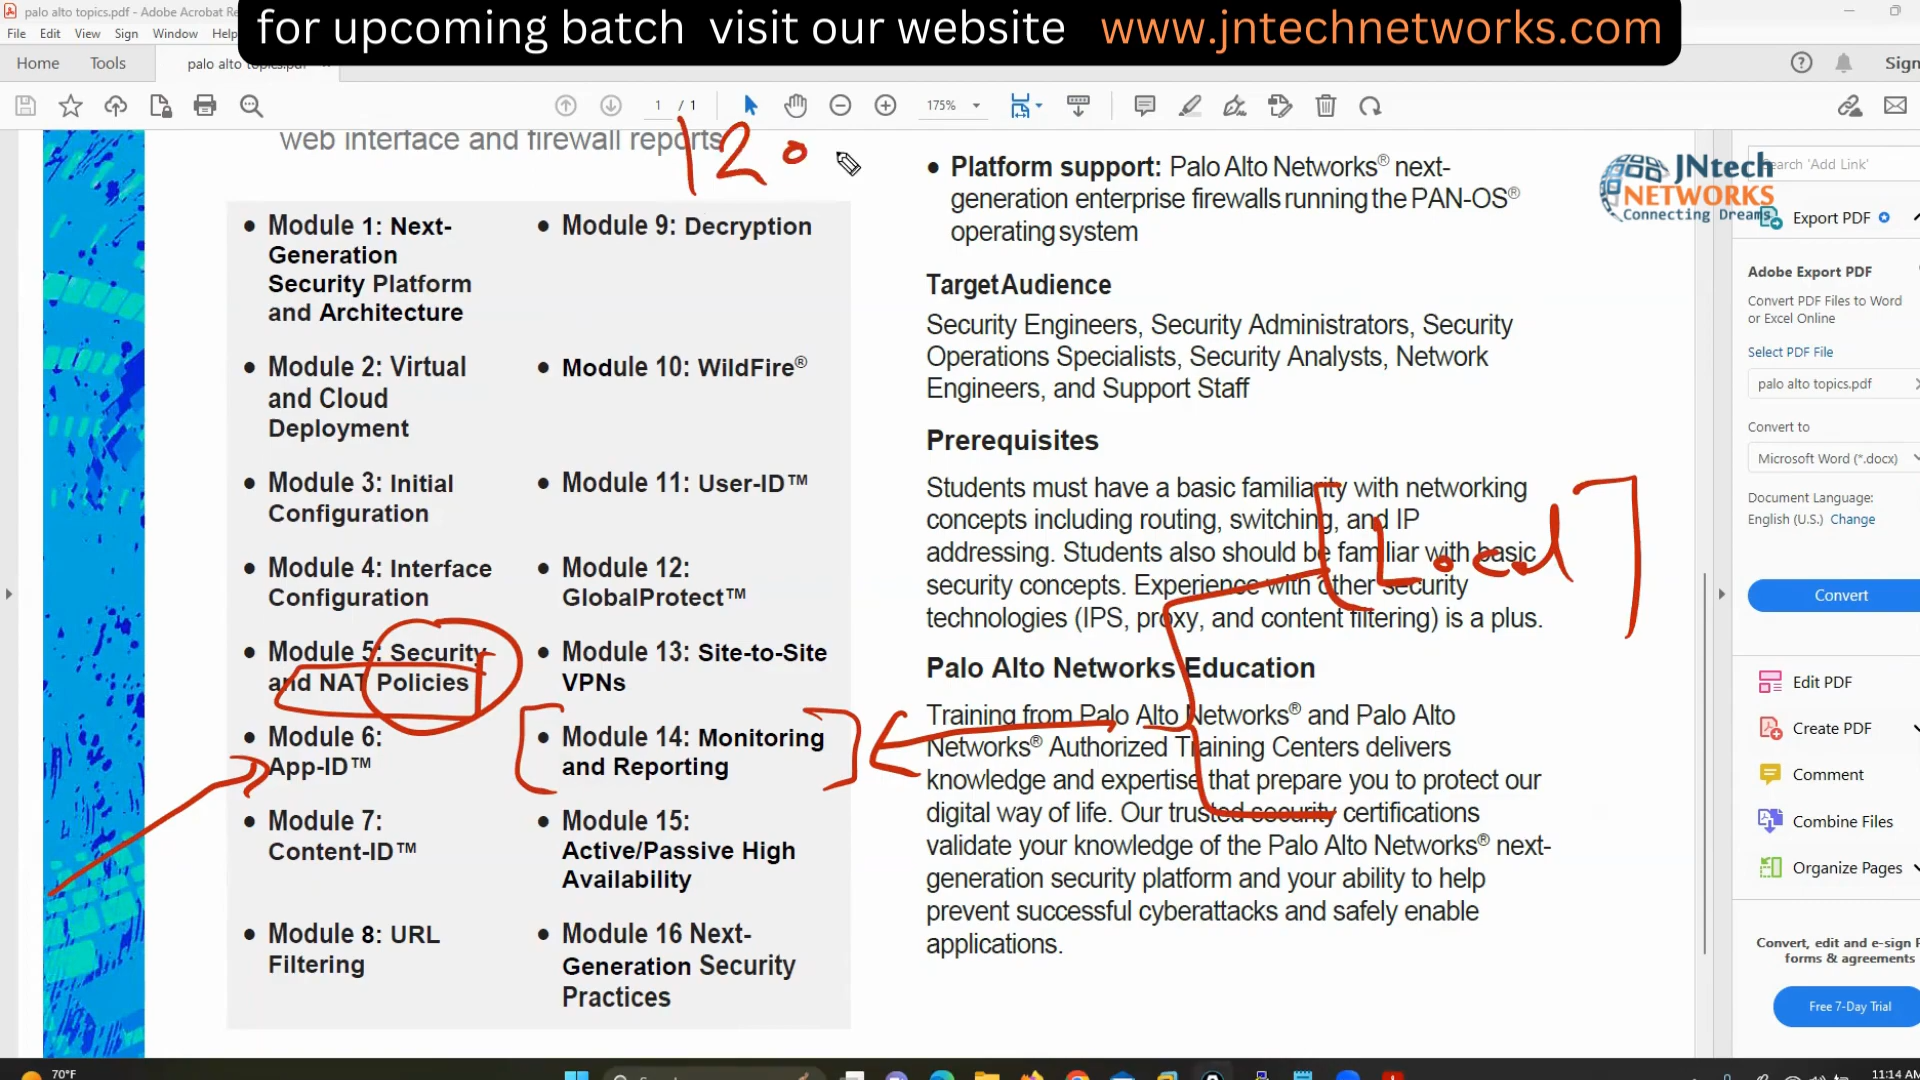 for upcoming batch visit our website www.jntechnetworks.com
palo alto topics.pdf - Adobe Acrobat Re
File Edit View Sign Window Help
Home Tools palo alto topics.pdf
Sign
1 / 1
175%
web interface and firewall reports
120
• Module 1: Next-
Generation
Security Platform
and Architecture
• Module 2: Virtual
and Cloud
Deployment
• Module 3: Initial
Configuration
• Module 4: Interface
Configuration
• Module 5: Security
and NAT Policies
• Module 6:
App-ID™
• Module 7:
Content-ID™
• Module 8: URL
Filtering
• Module 9: Decryption
• Module 10: WildFire®
• Module 11: User-ID™
• Module 12:
GlobalProtect™
• Module 13: Site-to-Site
VPNs
• Module 14: Monitoring
and Reporting
• Module 15:
Active/Passive High
Availability
• Module 16 Next-
Generation Security
Practices
• Platform support: Palo Alto Networks® next-
generation enterprise firewalls running the PAN-OS®
operating system
Target Audience
Security Engineers, Security Administrators, Security
Operations Specialists, Security Analysts, Network
Engineers, and Support Staff
Prerequisites
Students must have a basic familiarity with networking
concepts including routing, switching, and IP
addressing. Students also should be familiar with basic
security concepts. Experience with other security
technologies (IPS, proxy, and content filtering) is a plus.
Local
Palo Alto Networks Education
Training from Palo Alto Networks® and Palo Alto
Networks® Authorized Training Centers delivers
knowledge and expertise that prepare you to protect our
digital way of life. Our trusted security certifications
validate your knowledge of the Palo Alto Networks® next-
generation security platform and your ability to help
prevent successful cyberattacks and safely enable
applications.
JNtech
NETWORKS
Connecting Dreams
Search 'Add Link'
Export PDF
Adobe Export PDF
Convert PDF Files to Word
or Excel Online
Select PDF File
palo alto topics.pdf
Convert to
Microsoft Word (*.docx)
Document Language:
English (U.S.) Change
Convert
Edit PDF
Create PDF
Comment
Combine Files
Organize Pages
Convert, edit and e-sign P
forms & agreements
Free 7-Day Trial
70°F
11:14 AM